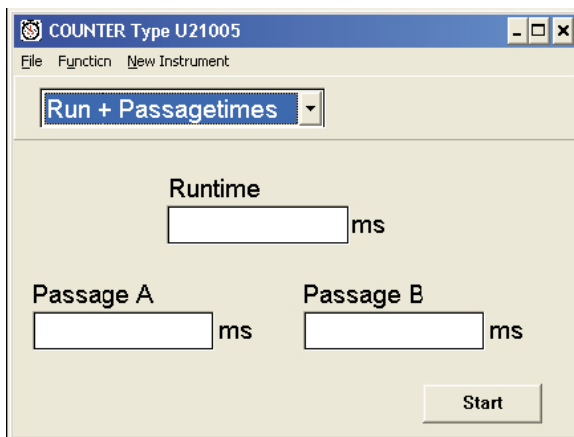 COUNTER Type U21005
File Function New Instrument
Run + Passagetimes
Runtime
ms
Passage A Passage B
ms ms
Start